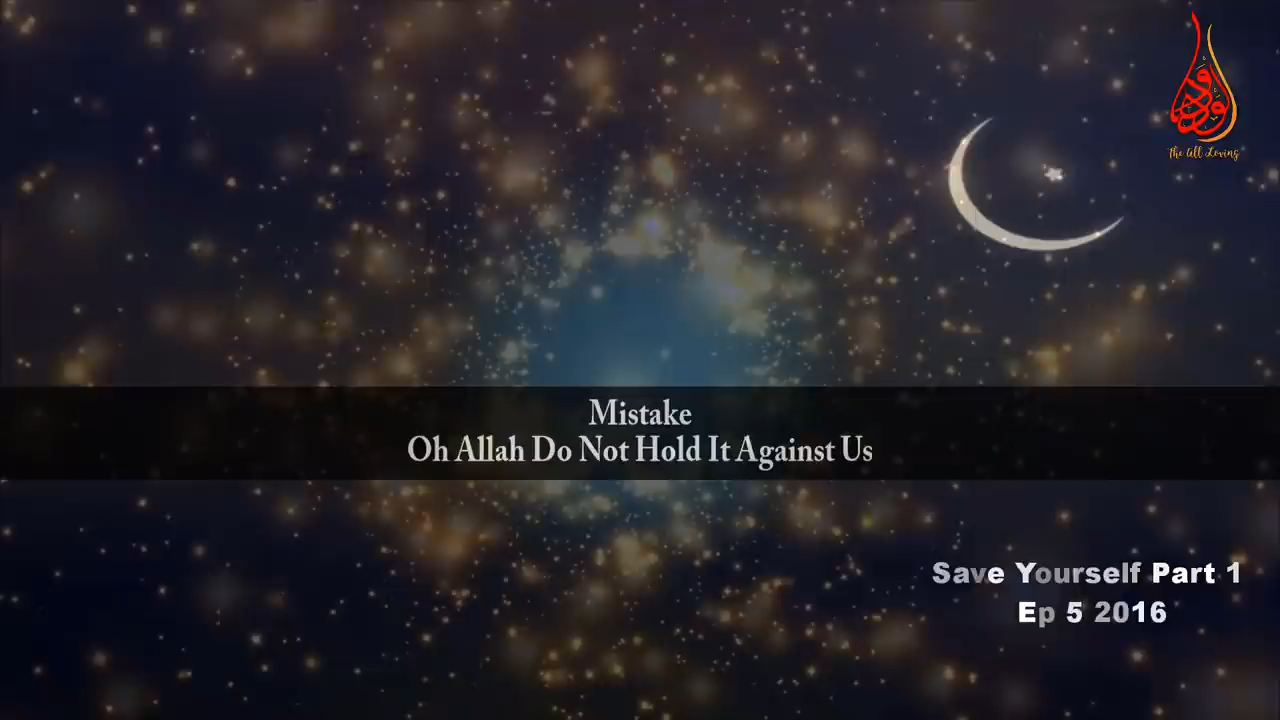 الودود
The All Loving
Mistake
Oh Allah Do Not Hold It Against Us
Save Yourself Part 1
Ep 5 2016